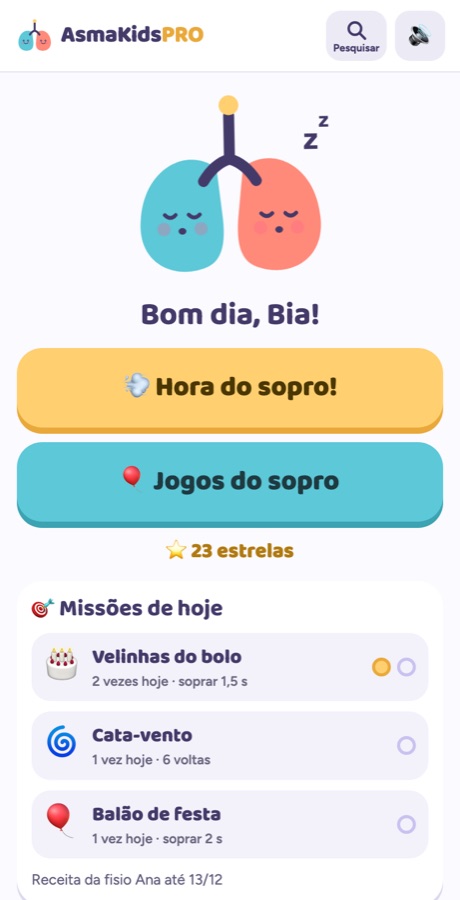 AsmaKidsPRO
Pesquisar
z
z
Bom dia, Bia!
💨 Hora do sopro!
🎈 Jogos do sopro
⭐ 23 estrelas
🎯 Missões de hoje
Velinhas do bolo
2 vezes hoje · soprar 1,5 s
Cata-vento
1 vez hoje · 6 voltas
Balão de festa
1 vez hoje · soprar 2 s
Receita da fisio Ana até 13/12